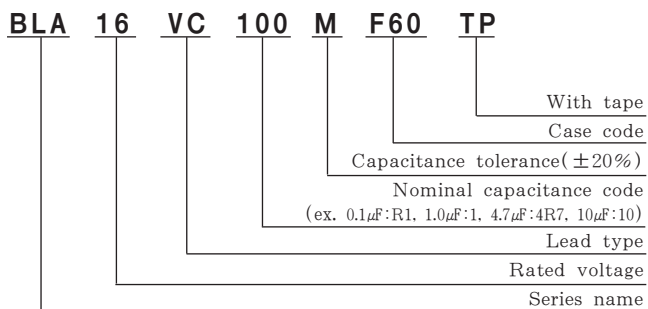 BLA 16 VC 100 M F60 TP
With tape
Case code
Capacitance tolerance(±20%)
Nominal capacitance code
(ex. 0.1μF:R1, 1.0μF:1, 4.7μF:4R7, 10μF:10)
Lead type
Rated voltage
Series name